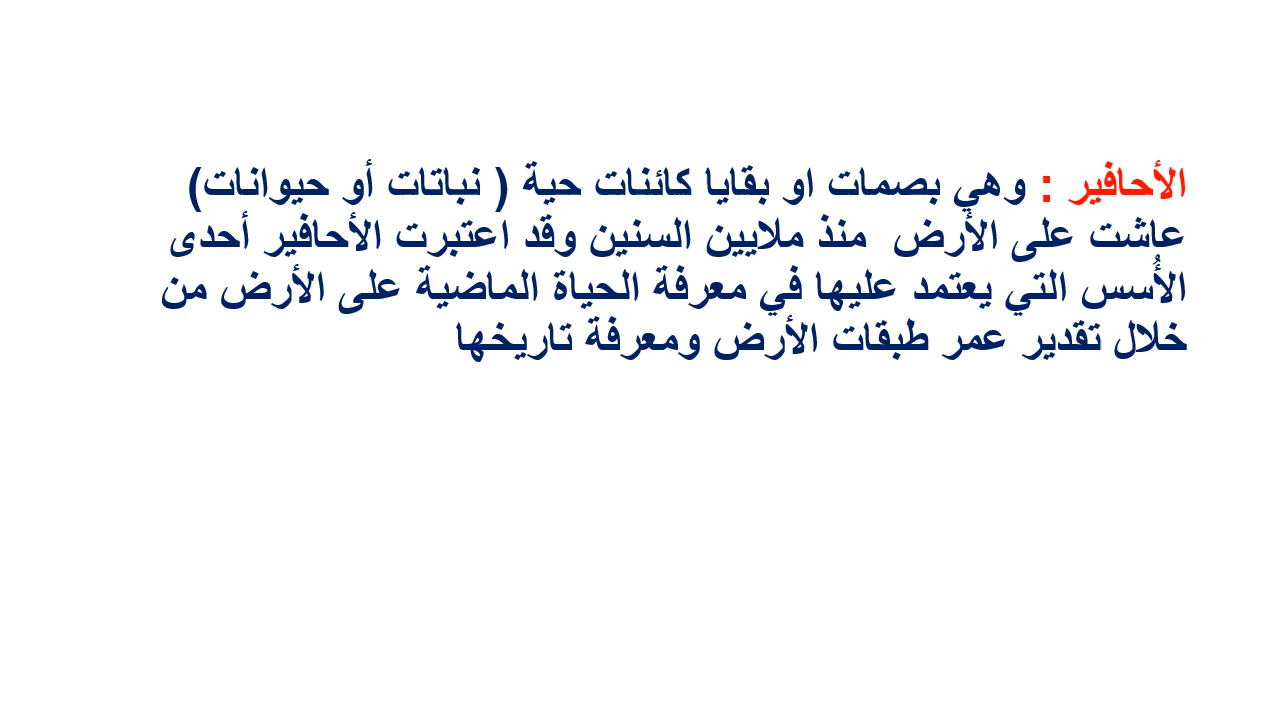 الأحافير : وهي بصمات او بقايا كائنات حية ( نباتات أو حيوانات)
عاشت على الأرض منذ ملايين السنين وقد اعتبرت الأحافير أحدى
الأُسس التي يعتمد عليها في معرفة الحياة الماضية على الأرض من
خلال تقدير عمر طبقات الأرض ومعرفة تاريخها